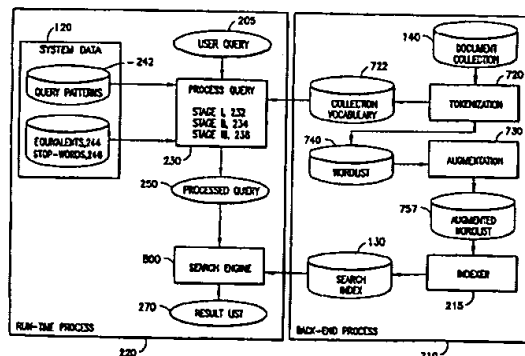 120
SYSTEM DATA
242
QUERY PATTERNS
EQUIVALENTS,244
STOP-WORDS,246
205
USER QUERY
PROCESS QUERY
STAGE I, 232
STAGE II, 234
STAGE III, 238
230
250
PROCESSED QUERY
800
SEARCH ENGINE
270
RESULT LIST
RUN-TIME PROCESS
220
140
DOCUMENT
COLLECTION
722
720
COLLECTION
VOCABULARY
TOKENIZATION
740
730
WORDLIST
AUGMENTATION
757
AUGMENTED
WORDLIST
130
SEARCH
INDEX
INDEXER
215
BACK-END PROCESS
210